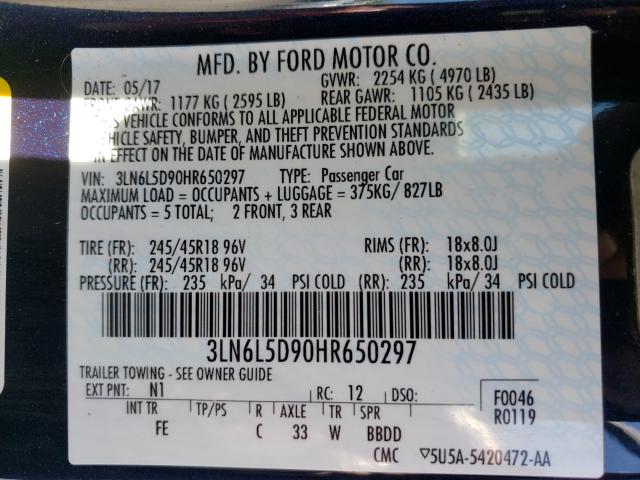 MFD. BY FORD MOTOR CO.
DATE: 05/17 GVWR: 2254 KG ( 4970 LB)
FRONT GAWR: 1177 KG ( 2595 LB) REAR GAWR: 1105 KG ( 2435 LB)
THIS VEHICLE CONFORMS TO ALL APPLICABLE FEDERAL MOTOR
VEHICLE SAFETY, BUMPER, AND THEFT PREVENTION STANDARDS
IN EFFECT ON THE DATE OF MANUFACTURE SHOWN ABOVE.
VIN: 3LN6L5D90HR650297 TYPE: Passenger Car
MAXIMUM LOAD = OCCUPANTS + LUGGAGE = 375KG/ 827LB
OCCUPANTS = 5 TOTAL; 2 FRONT, 3 REAR
TIRE (FR): 245/45R18 96V RIMS (FR): 18x8.0J
(RR): 245/45R18 96V (RR): 18x8.0J
PRESSURE (FR): 235 kPa/ 34 PSI COLD (RR): 235 kPa/ 34 PSI COLD
3LN6L5D90HR650297
TRAILER TOWING - SEE OWNER GUIDE
EXT PNT: N1 RC: 12 DSO: F0046
INT TR TP/PS R AXLE TR SPR R0119
FE C 33 W BBDD
CMC ▽5U5A-5420472-AA